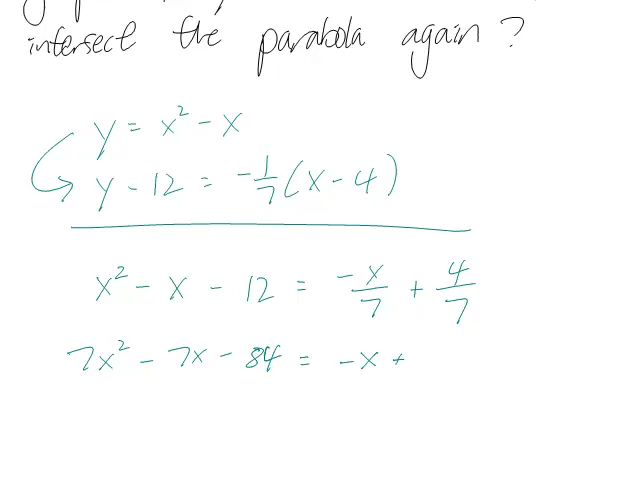 intersect the parabola again?
y = x² - x
y - 12 = -1/7 (x - 4)
x² - x - 12 = -x/7 + 4/7
7x² - 7x - 84 = -x +